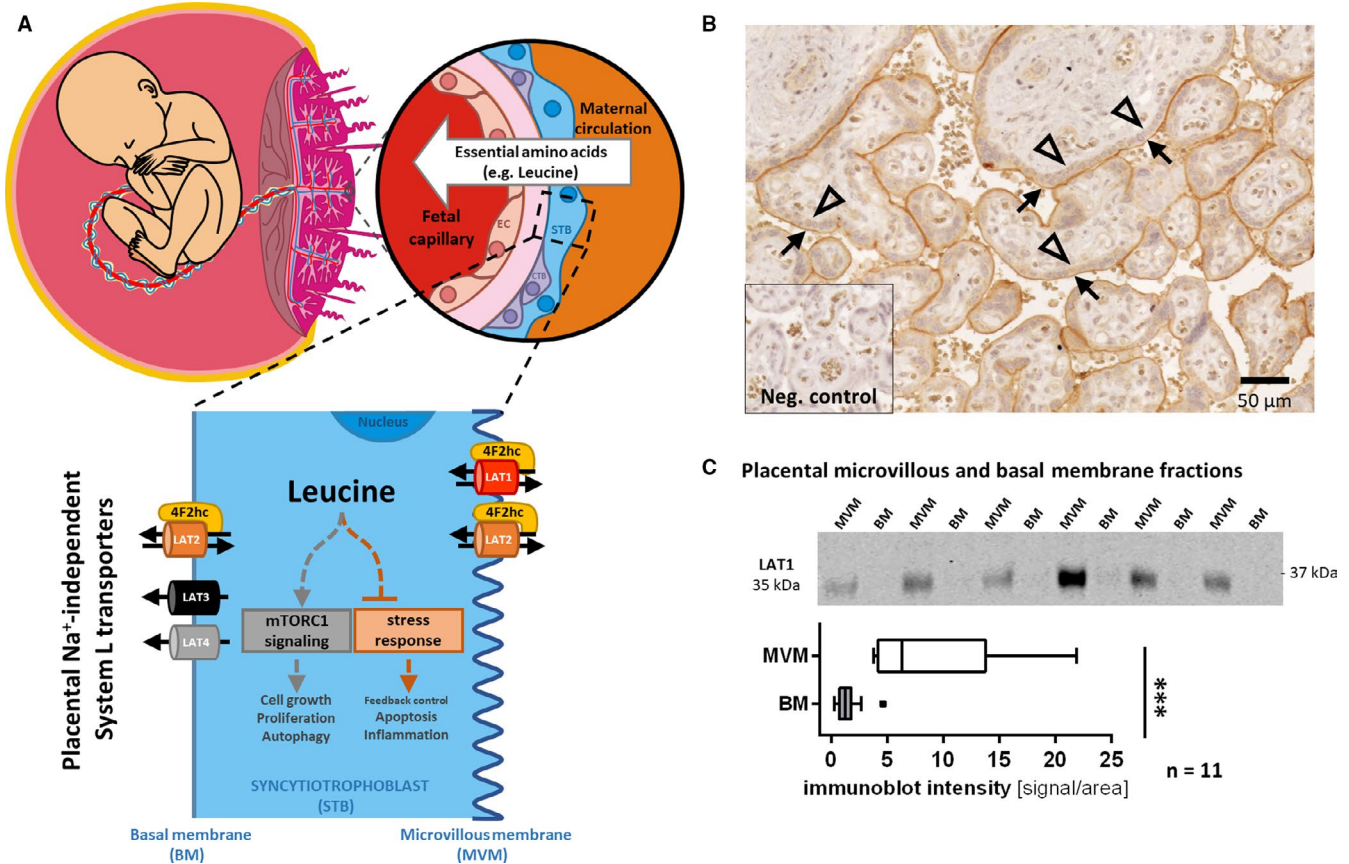 A
Maternal
circulation
Essential amino acids
(e.g. Leucine)
Fetal
capillary
EC
STB
CTB
Placental Na⁺-independent
System L transporters
Nucleus
4F2hc
LAT1
4F2hc
LAT2
4F2hc
LAT2
LAT3
LAT4
Leucine
mTORC1
signaling
stress
response
Cell growth
Proliferation
Autophagy
Feedback control
Apoptosis
Inflammation
SYNCYTIOTROPHOBLAST
(STB)
Basal membrane
(BM)
Microvillous membrane
(MVM)
B
Neg. control
50 µm
C Placental microvillous and basal membrane fractions
MVM BM MVM BM MVM BM MVM BM MVM BM MVM BM
LAT1
35 kDa
- 37 kDa
MVM
BM
***
0 5 10 15 20 25
immunoblot intensity [signal/area]
n = 11